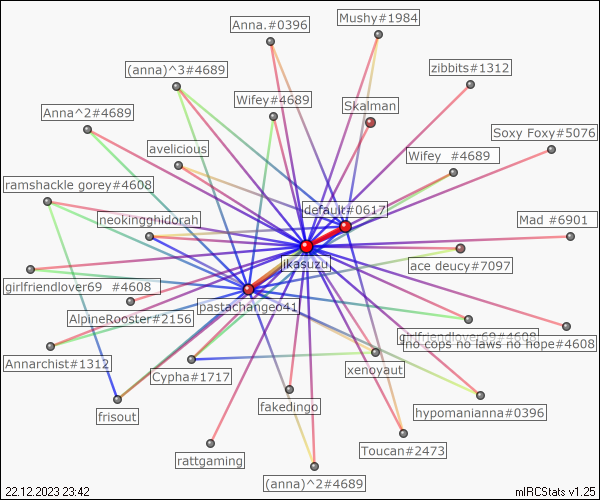 Mushy#1984
Anna.#0396
(anna)^3#4689
zibbits#1312
Wifey#4689
Skalman
Anna^2#4689
Soxy Foxy#5076
avelicious
Wifey #4689
ramshackle gorey#4608
default#0617
neokingghidorah
Mad #6901
jkasuzu
ace deucy#7097
girlfriendlover69 #4608
pastachangeo41
AlpineRooster#2156
girlfriendlover69#4608
no cops no laws no hope#4608
Annarchist#1312
Cypha#1717
xenoyaut
fakedingo
hypomanianna#0396
frisout
Toucan#2473
rattgaming
(anna)^2#4689
22.12.2023 23:42
mIRCStats v1.25